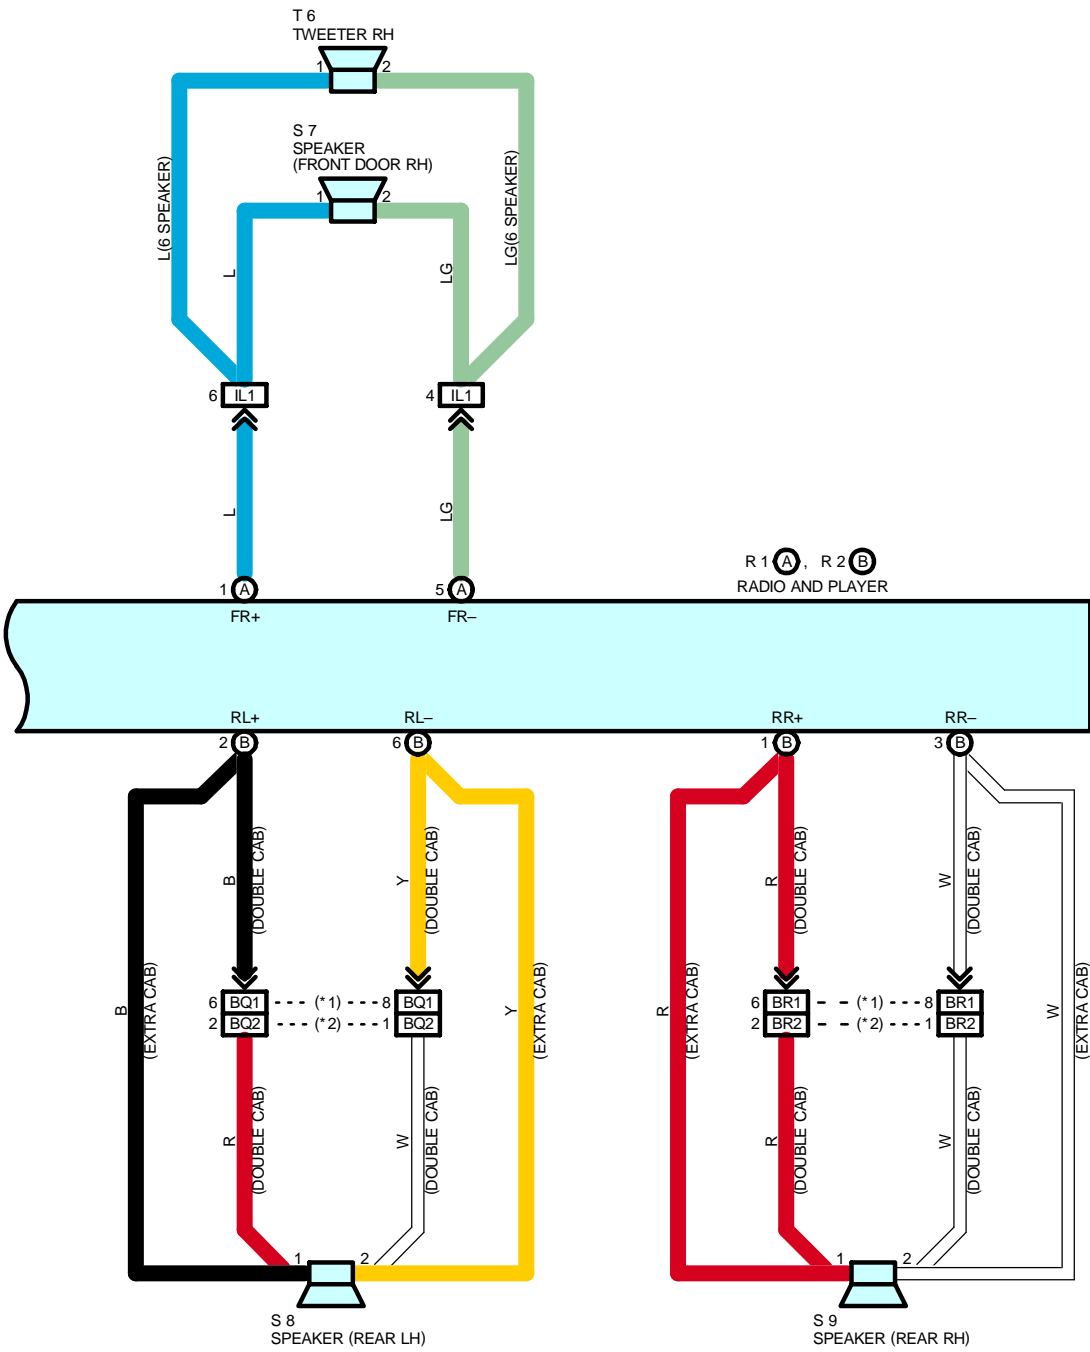 T 6
TWEETER RH
1 2
S 7
SPEAKER
(FRONT DOOR RH)
1 2
L(6 SPEAKER)
L
LG
LG(6 SPEAKER)
6 IL1
4 IL1
L
LG
R 1 A , R 2 B
RADIO AND PLAYER
1 A
5 A
FR+
FR–
RL+
RL–
RR+
RR–
2 B
6 B
1 B
3 B
B
(DOUBLE CAB)
Y
(DOUBLE CAB)
R
(DOUBLE CAB)
W
(DOUBLE CAB)
B
(EXTRA CAB)
Y
(EXTRA CAB)
R
(EXTRA CAB)
W
(EXTRA CAB)
6 BQ1 - - - (*1) - - - 8 BQ1
2 BQ2 - - - (*2) - - - 1 BQ2
6 BR1 - - (*1) - - - 8 BR1
2 BR2 - - (*2) - - - 1 BR2
R
(DOUBLE CAB)
W
(DOUBLE CAB)
R
(DOUBLE CAB)
W
(DOUBLE CAB)
1 2
1 2
S 8
SPEAKER (REAR LH)
S 9
SPEAKER (REAR RH)